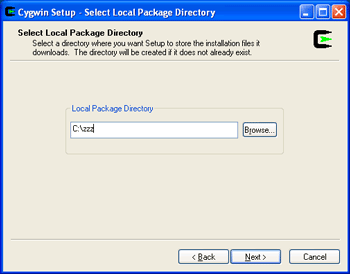 Cygwin Setup - Select Local Package Directory
Select Local Package Directory
Select a directory where you want Setup to store the installation files it
downloads. The directory will be created if it does not already exist.
Local Package Directory
C:\zzz
Browse...
< Back
Next >
Cancel